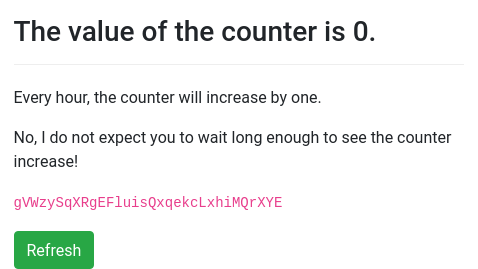 The value of the counter is 0.
Every hour, the counter will increase by one.
No, I do not expect you to wait long enough to see the counter
increase!
gVWzySqXRgEFluisQxqekcLxhiMQrXYE
Refresh